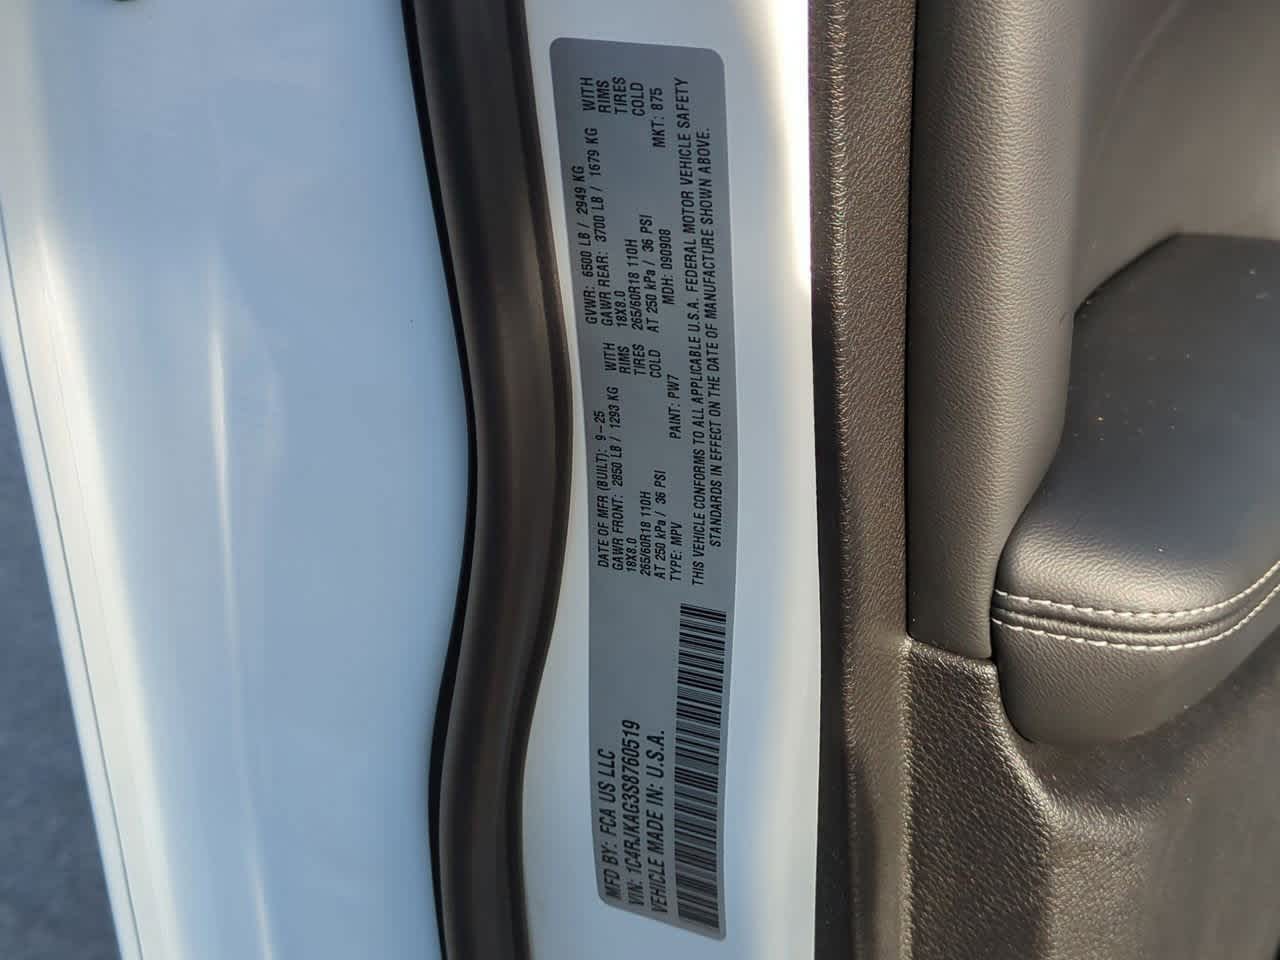 MFD BY: FCA US LLC
VIN: 1C4RJKAG3S8760519
VEHICLE MADE IN: U.S.A.
DATE OF MFR (BUILT): 9-25 GVWR: 6500 LB / 2949 KG
GAWR FRONT: 2850 LB / 1293 KG WITH GAWR REAR: 3700 LB / 1679 KG WITH
18X8.0 RIMS 18X8.0 RIMS
265/60R18 110H TIRES 265/60R18 110H TIRES
AT 250 kPa / 36 PSI COLD AT 250 kPa / 36 PSI COLD
TYPE: MPV PAINT: PW7 MDH: 090908 MKT: 875
THIS VEHICLE CONFORMS TO ALL APPLICABLE U.S.A. FEDERAL MOTOR VEHICLE SAFETY
STANDARDS IN EFFECT ON THE DATE OF MANUFACTURE SHOWN ABOVE.